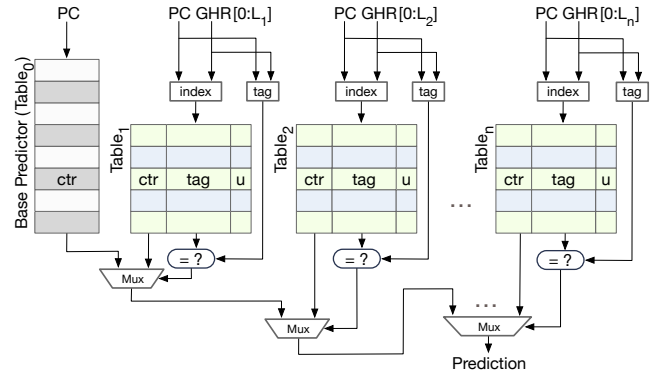 PC
PC GHR[0:L1]
PC GHR[0:L2]
PC GHR[0:Ln]
index
tag
index
tag
index
tag
Base Predictor (Table0)
Table1
Table2
Tablen
ctr
ctr tag u
ctr tag u
ctr tag u
...
= ?
= ?
= ?
Mux
...
Mux
Mux
Prediction